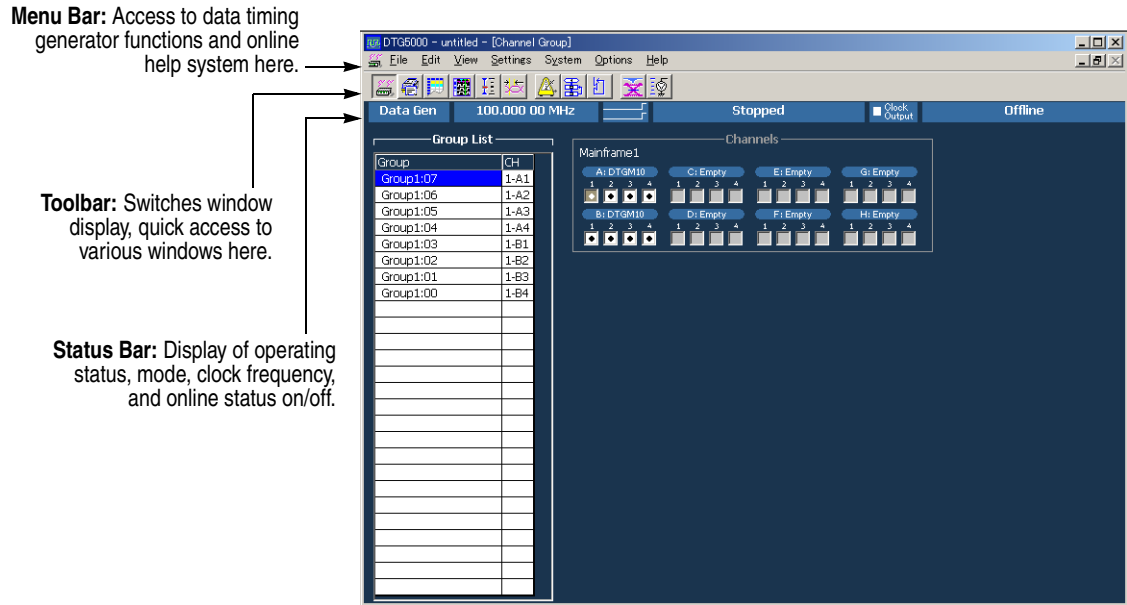 Menu Bar: Access to data timing
generator functions and online
help system here.
Toolbar: Switches window
display, quick access to
various windows here.
Status Bar: Display of operating
status, mode, clock frequency,
and online status on/off.
DTG5000 - untitled - [Channel Group]
File Edit View Settings System Options Help
Data Gen 100.000 00 MHz Stopped Clock Output Offline
Group List
Group CH
Group1:07 1-A1
Group1:06 1-A2
Group1:05 1-A3
Group1:04 1-A4
Group1:03 1-B1
Group1:02 1-B2
Group1:01 1-B3
Group1:00 1-B4
Channels
Mainframe1
A: DTGM10 C: Empty E: Empty G: Empty
1 2 3 4 1 2 3 4 1 2 3 4 1 2 3 4
B: DTGM10 D: Empty F: Empty H: Empty
1 2 3 4 1 2 3 4 1 2 3 4 1 2 3 4